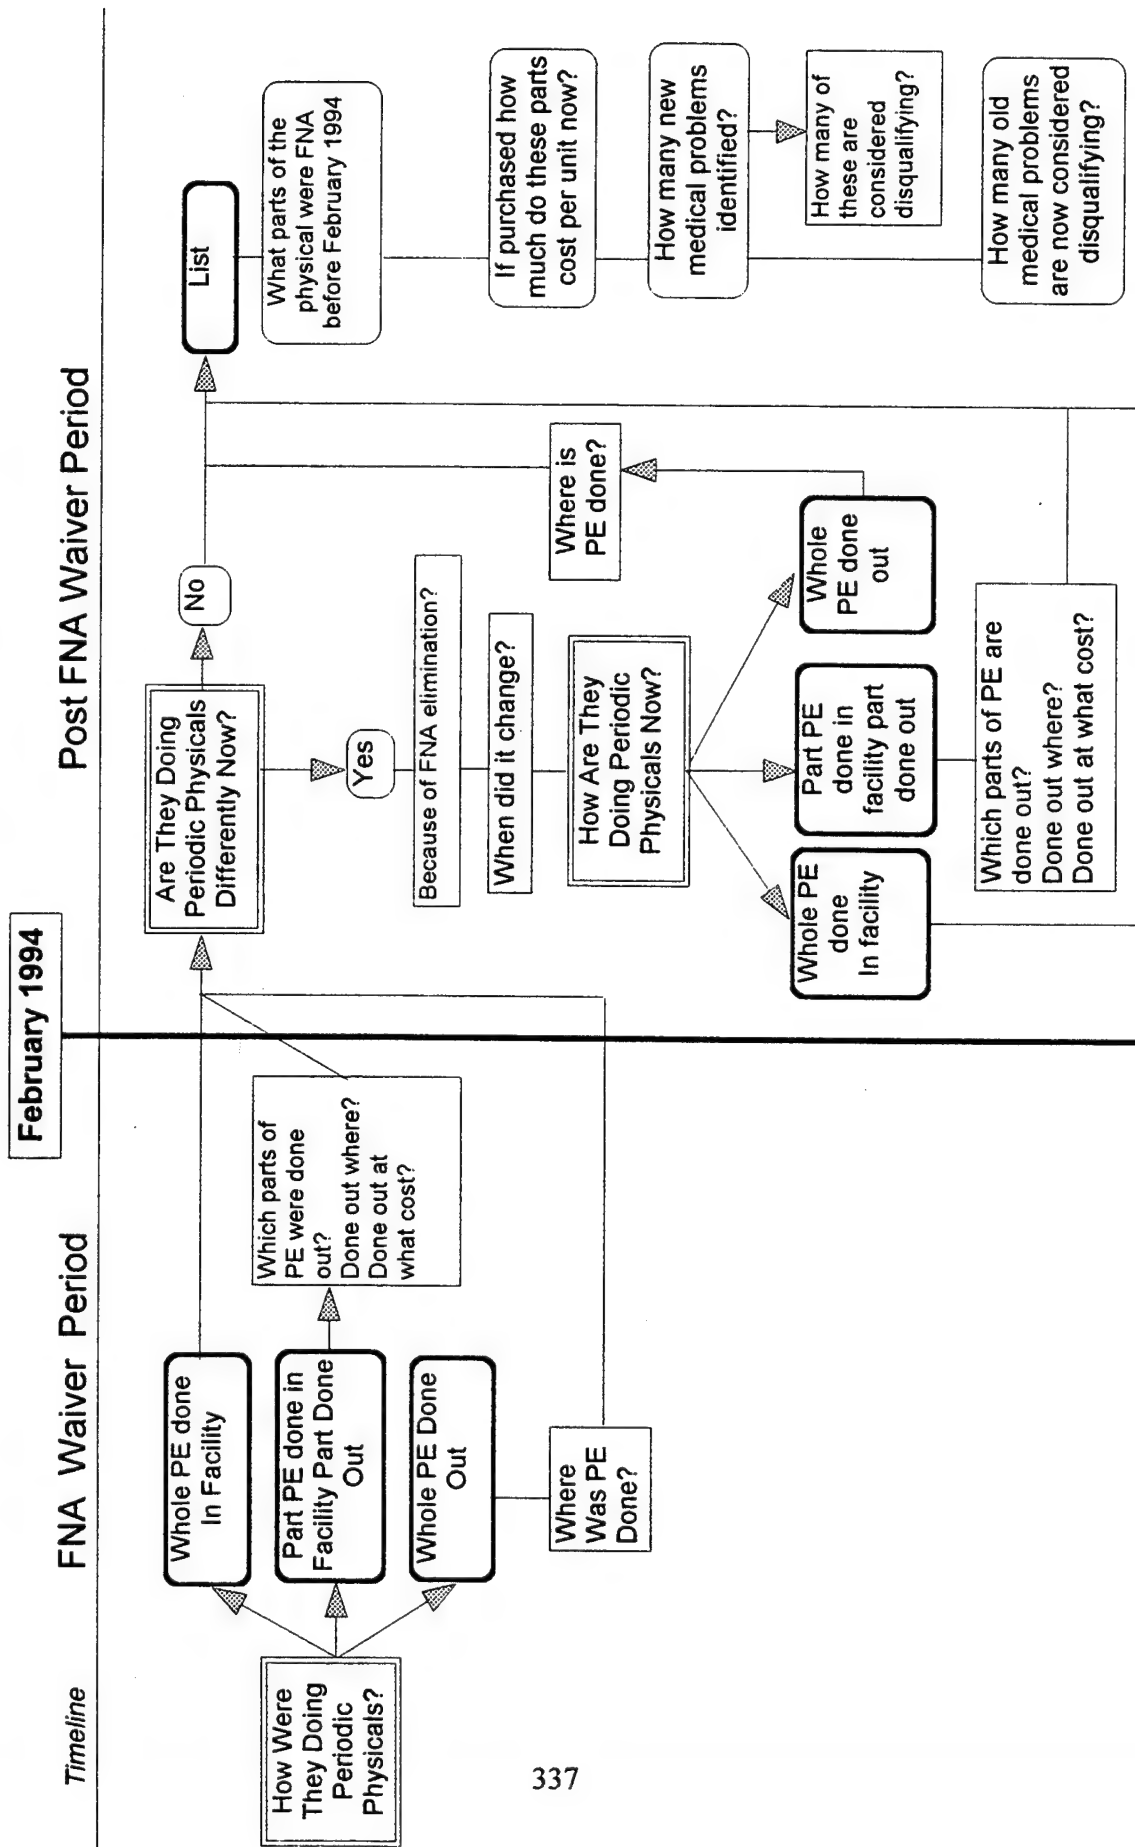 February 1994
Timeline
FNA Waiver Period
Post FNA Waiver Period
How Were
They Doing
Periodic
Physicals?
Whole PE done
In Facility
Part PE done in
Facility Part Done
Out
Whole PE Done
Out
Which parts of
PE were done
out?
Done out where?
Done out at
what cost?
Where
Was PE
Done?
Are They Doing
Periodic Physicals
Differently Now?
No
Yes
Because of FNA elimination?
When did it change?
How Are They
Doing Periodic
Physicals Now?
Whole PE
done
In facility
Part PE
done in
facility part
done out
Whole
PE done
out
Where is
PE done?
Which parts of PE are
done out?
Done out where?
Done out at what cost?
List
What parts of the
physical were FNA
before February 1994
If purchased how
much do these parts
cost per unit now?
How many new
medical problems
identified?
How many of
these are
considered
disqualifying?
How many old
medical problems
are now considered
disqualifying?
337